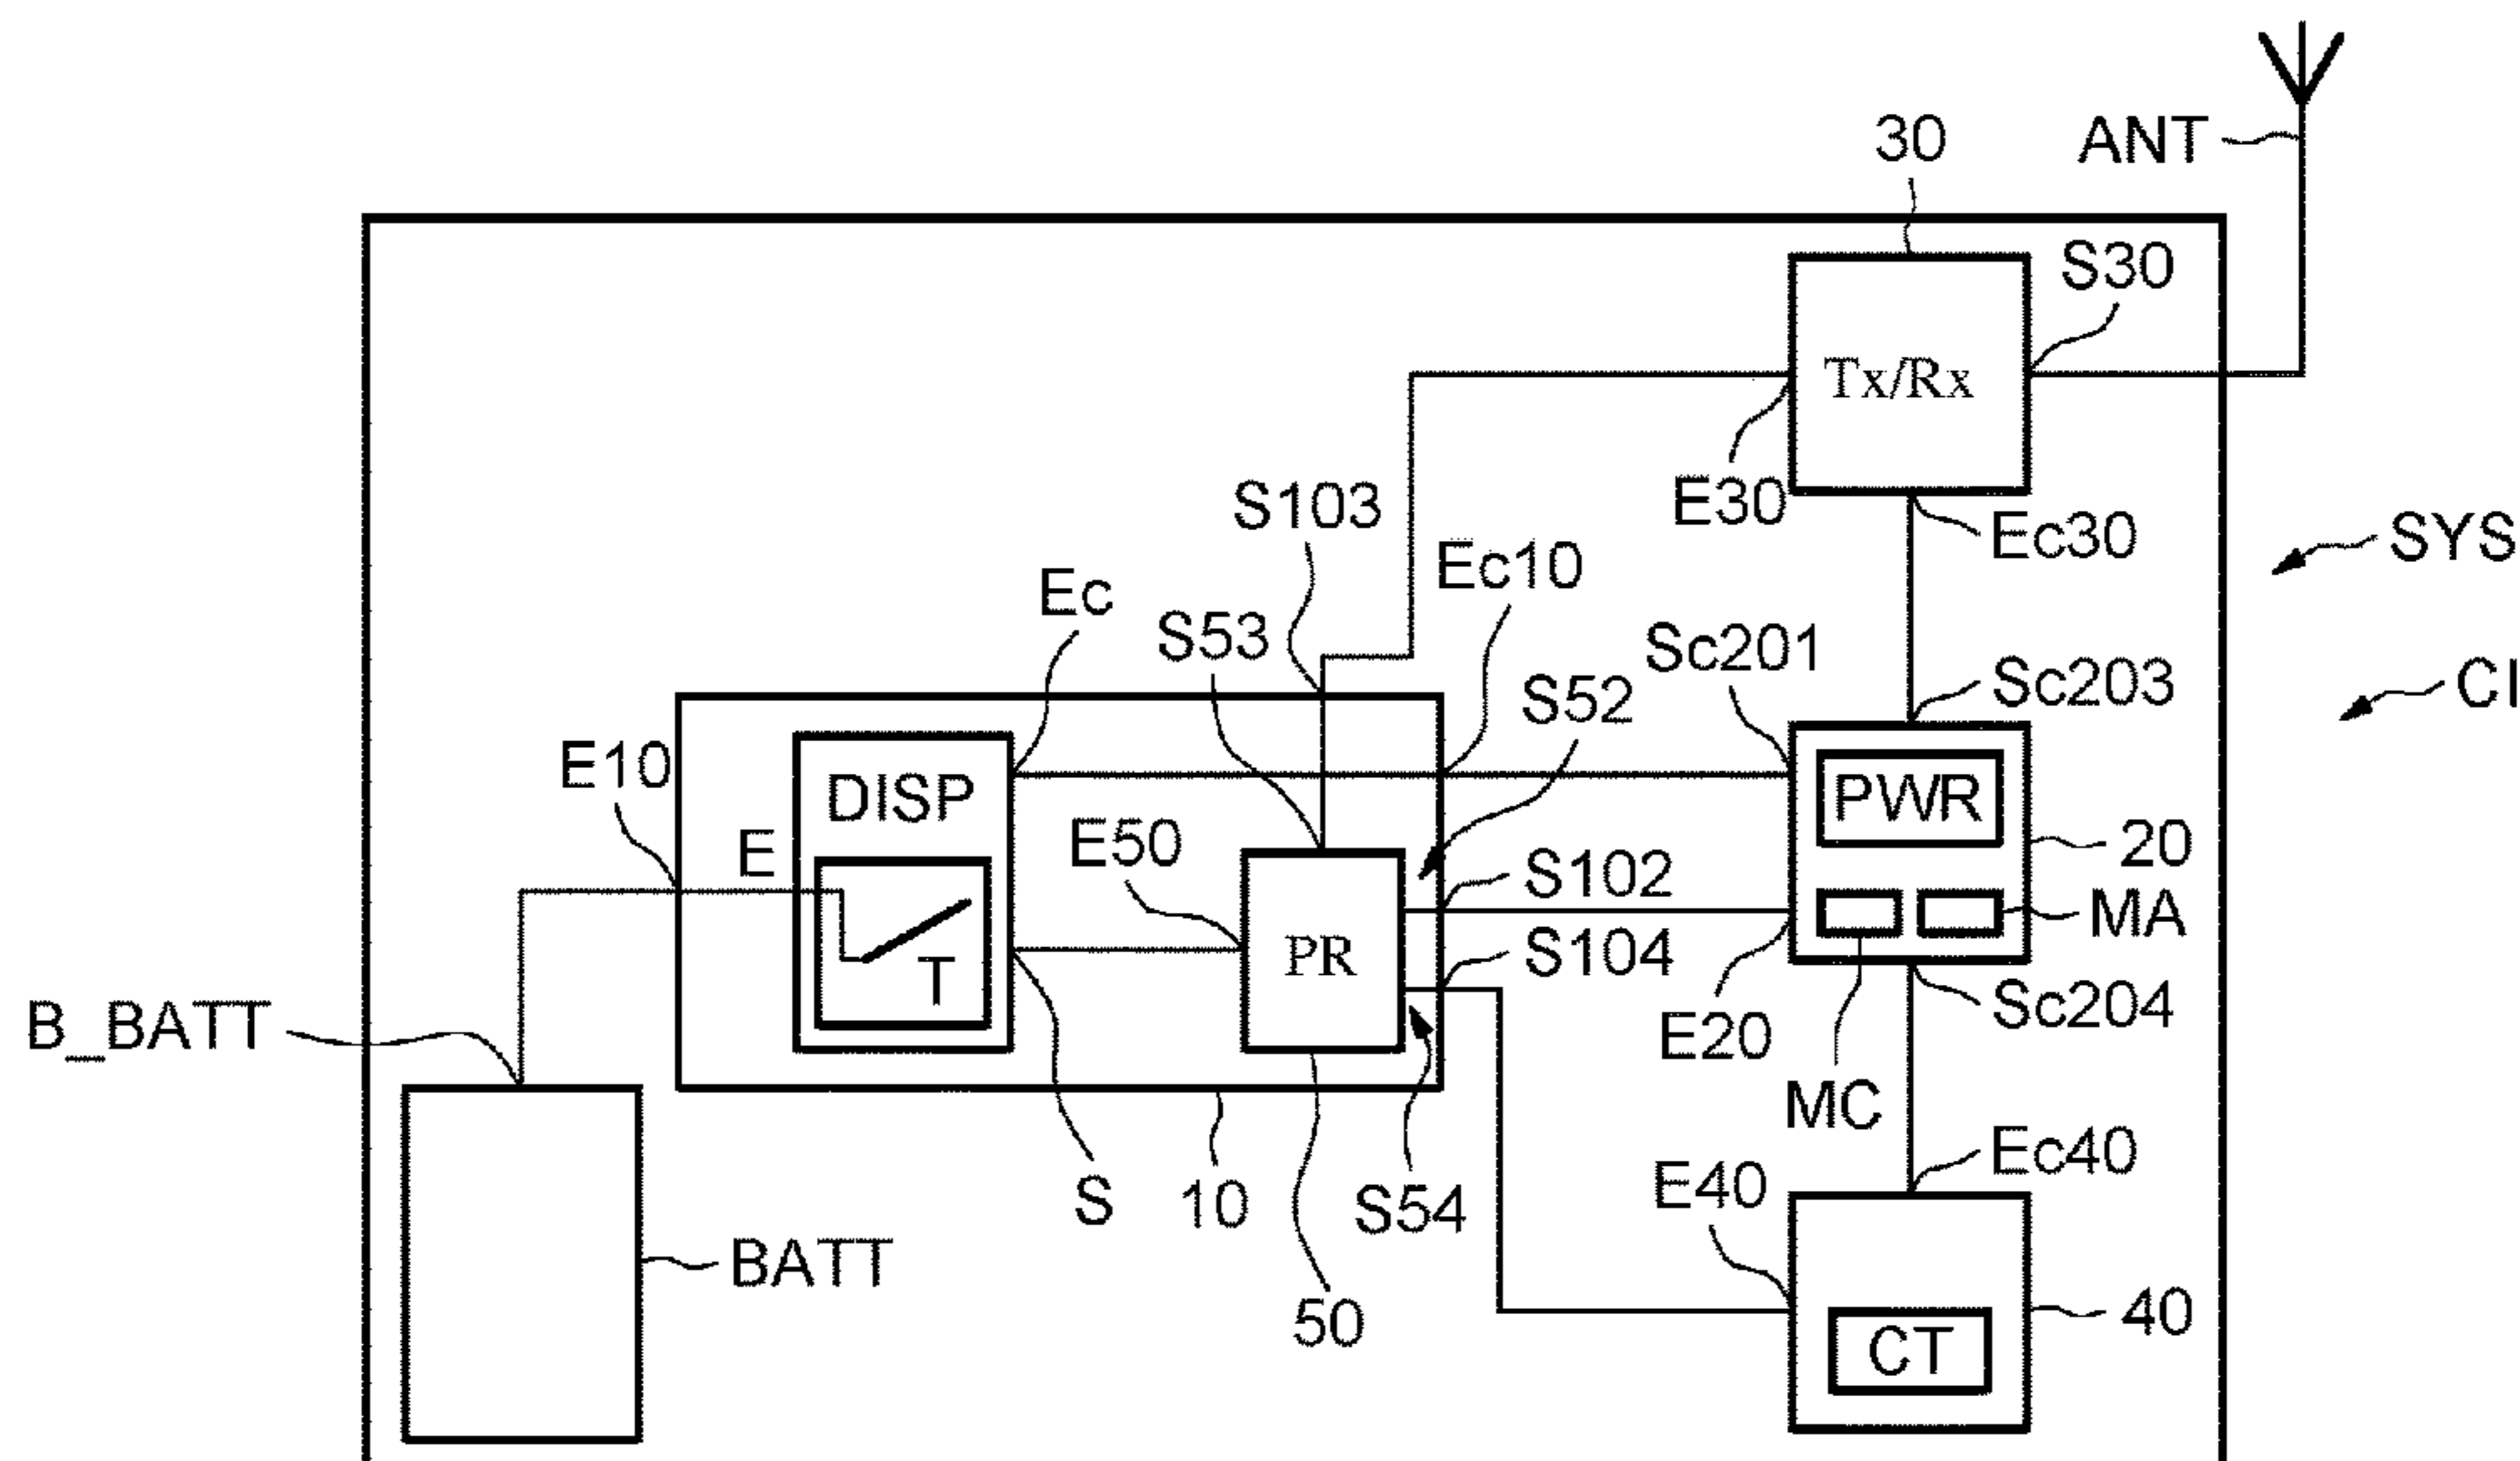 ANT
30
S30
Tx/Rx
E30
Ec30
SYS
S103
Ec10
Ec
S53
Sc201
S52
Sc203
CI
E10
DISP
PWR
E
E50
20
S102
MA
PR
S104
T
B_BATT
Sc204
E20
MC
Ec40
S
10
S54
E40
BATT
50
40
CT